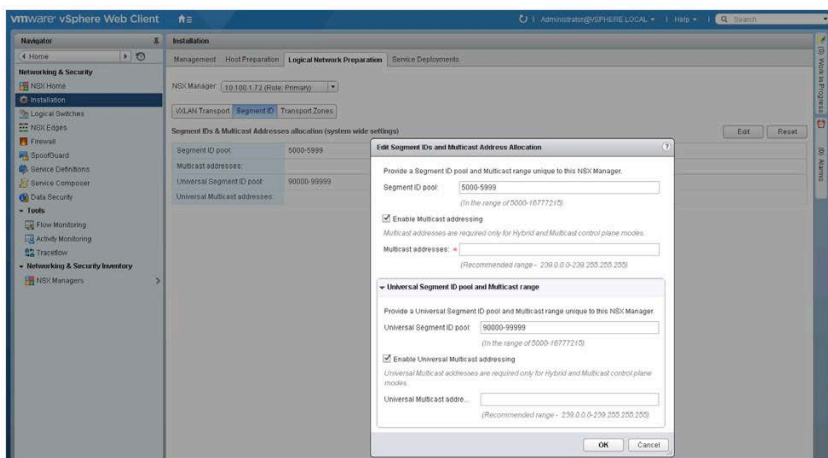 vmware® vSphere Web Client
Administrator@VSPHERE.LOCAL | Help | Search
Navigator
Home
Networking & Security
NSX Home
Installation
Logical Switches
NSX Edges
Firewall
SpoofGuard
Service Definitions
Service Composer
Data Security
Tools
Flow Monitoring
Activity Monitoring
Traceflow
Networking & Security Inventory
NSX Managers
Installation
Management Host Preparation Logical Network Preparation Service Deployments
NSX Manager: 10.100.1.72 (Role: Primary)
VXLAN Transport Segment ID Transport Zones
Segment IDs & Multicast Addresses allocation (system wide settings)
Edit Reset
Segment ID pool: 5000-5999
Multicast addresses:
Universal Segment ID pool: 90000-99999
Universal Multicast addresses:
Edit Segment IDs and Multicast Address Allocation ?
Provide a Segment ID pool and Multicast range unique to this NSX Manager.
Segment ID pool: 5000-5999
(In the range of 5000-16777215)
Enable Multicast addressing
Multicast addresses are required only for Hybrid and Multicast control plane modes.
Multicast addresses: *
(Recommended range - 239.0.0.0-239.255.255.255)
Universal Segment ID pool and Multicast range
Provide a Universal Segment ID pool and Multicast range unique to this NSX Manager.
Universal Segment ID pool: 90000-99999
(In the range of 5000-16777215)
Enable Universal Multicast addressing
Universal Multicast addresses are required only for Hybrid and Multicast control plane
modes.
Universal Multicast addre...
(Recommended range - 239.0.0.0-239.255.255.255)
OK Cancel
(0) Work In Progress
(0) Alarms